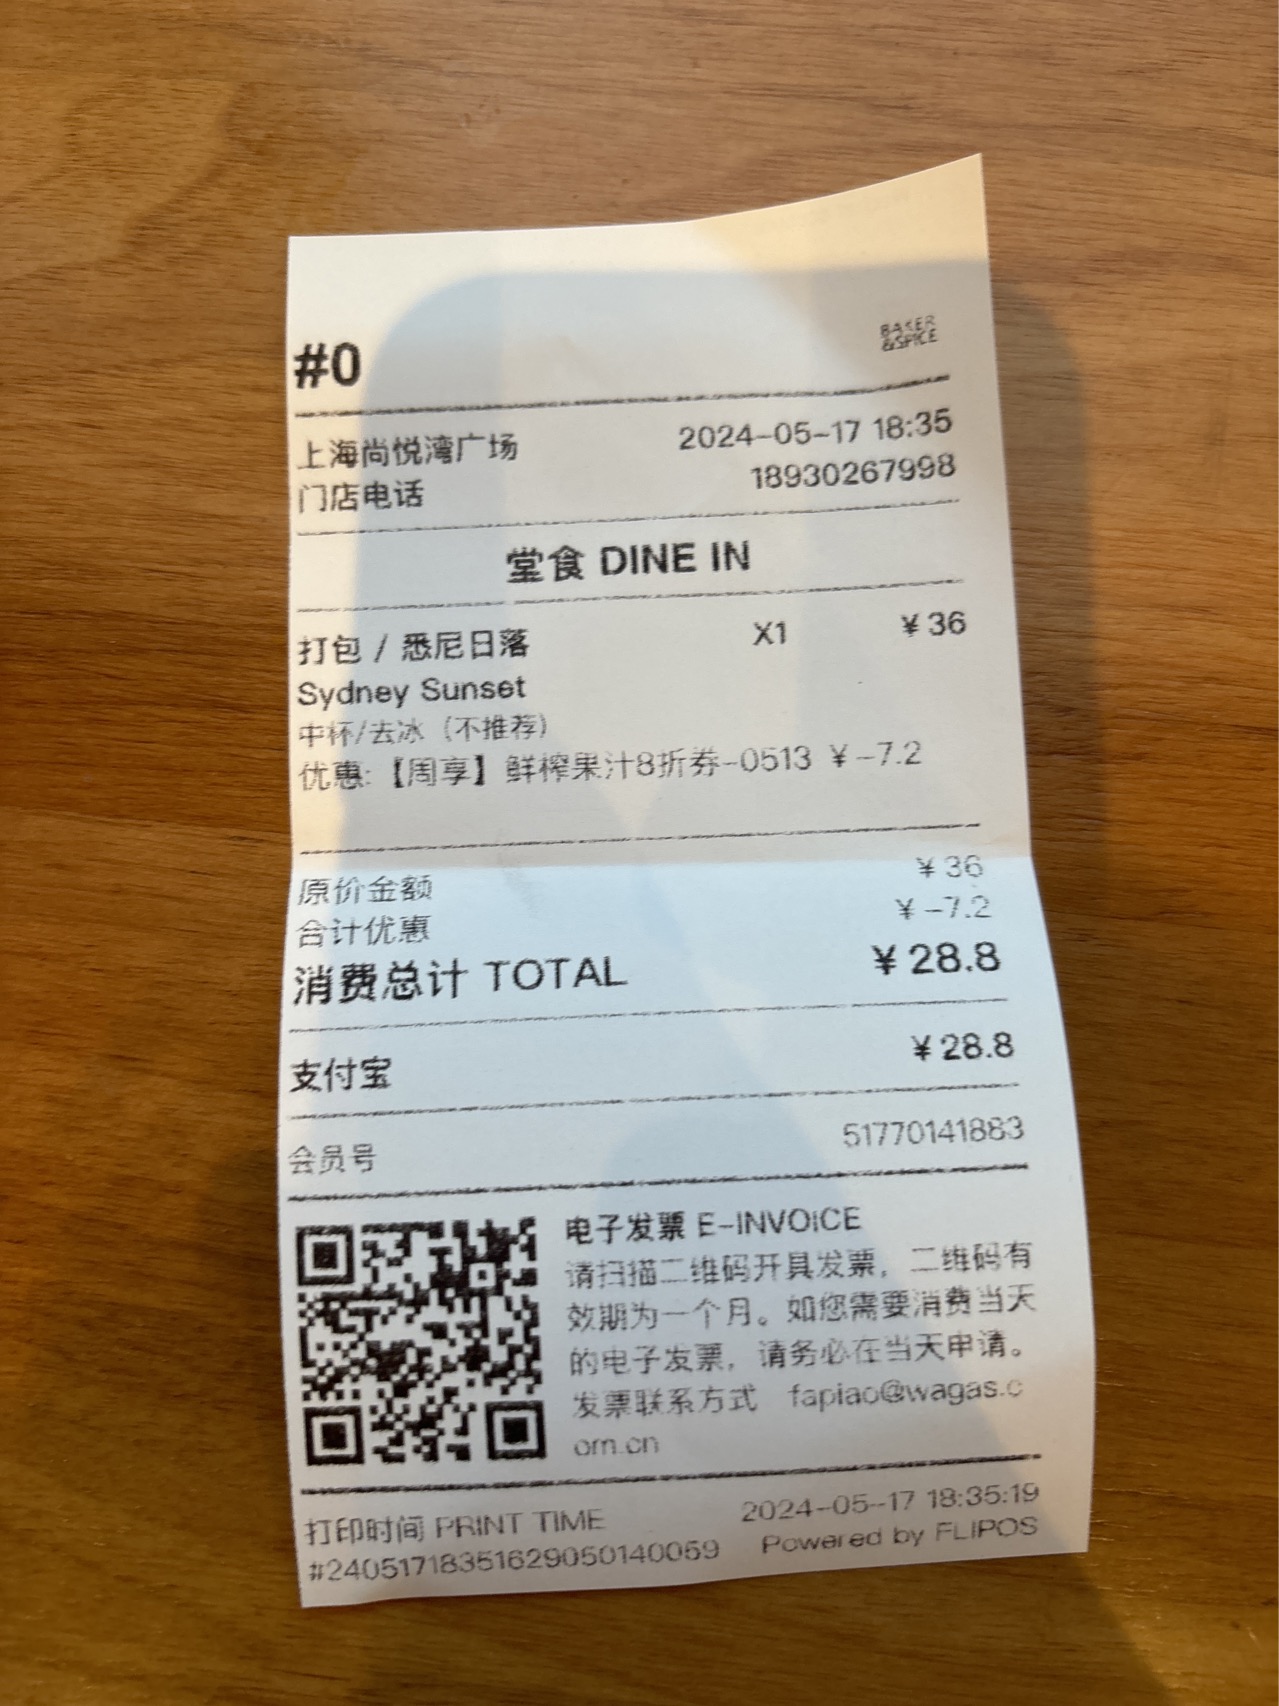 #0
BAKER
&SPICE
上海尚悦湾广场 2024-05-17 18:35
门店电话 18930267998
堂食 DINE IN
打包 / 悉尼日落 X1 ¥36
Sydney Sunset
中杯/去冰（不推荐）
优惠:【周享】鲜榨果汁8折券-0513 ¥-7.2
原价金额 ¥36
合计优惠 ¥-7.2
消费总计 TOTAL ¥28.8
支付宝 ¥28.8
会员号 51770141883
电子发票 E-INVOICE
请扫描二维码开具发票，二维码有
效期为一个月。如您需要消费当天
的电子发票，请务必在当天申请。
发票联系方式 fapiao@wagas.c
om.cn
打印时间 PRINT TIME 2024-05-17 18:35:19
#24051718351629050140059 Powered by FLIPOS